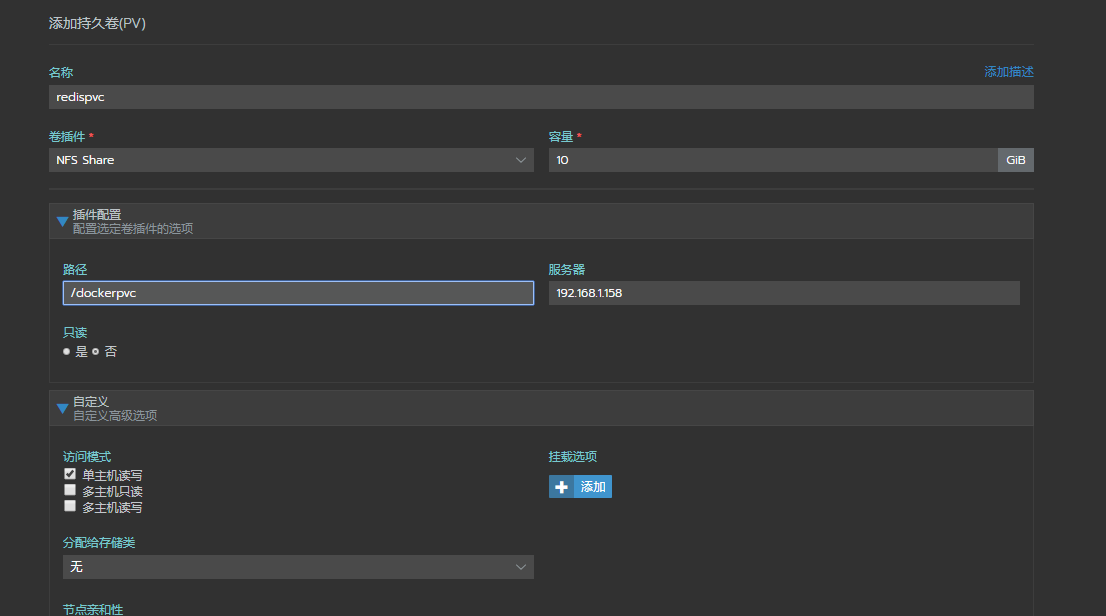 添加持久卷(PV)
名称 添加描述
redispvc
卷插件 * 容量 *
NFS Share 10 GiB
插件配置
配置选定卷插件的选项
路径 服务器
/dockerpvc 192.168.1.158
只读
是 否
自定义
自定义高级选项
访问模式 挂载选项
单主机读写
多主机只读 添加
多主机读写
分配给存储类
无
节点亲和性